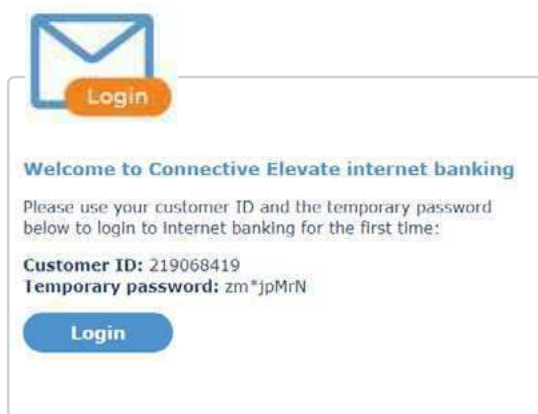 Login
Welcome to Connective Elevate internet banking
Please use your customer ID and the temporary password
below to login to internet banking for the first time:
Customer ID: 219068419
Temporary password: zm*jpMrN
Login